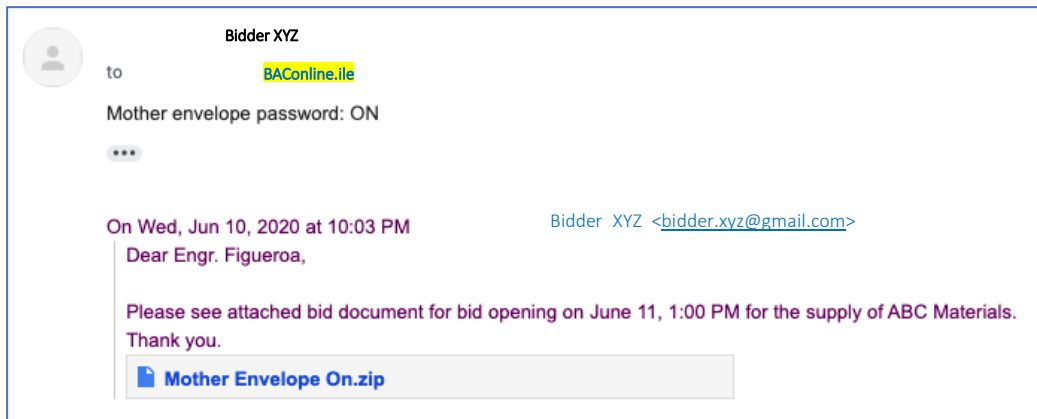 Bidder XYZ
to BAConline.ile
Mother envelope password: ON
•••
On Wed, Jun 10, 2020 at 10:03 PM Bidder XYZ <bidder.xyz@gmail.com>
Dear Engr. Figueroa,
Please see attached bid document for bid opening on June 11, 1:00 PM for the supply of ABC Materials.
Thank you.
Mother Envelope On.zip